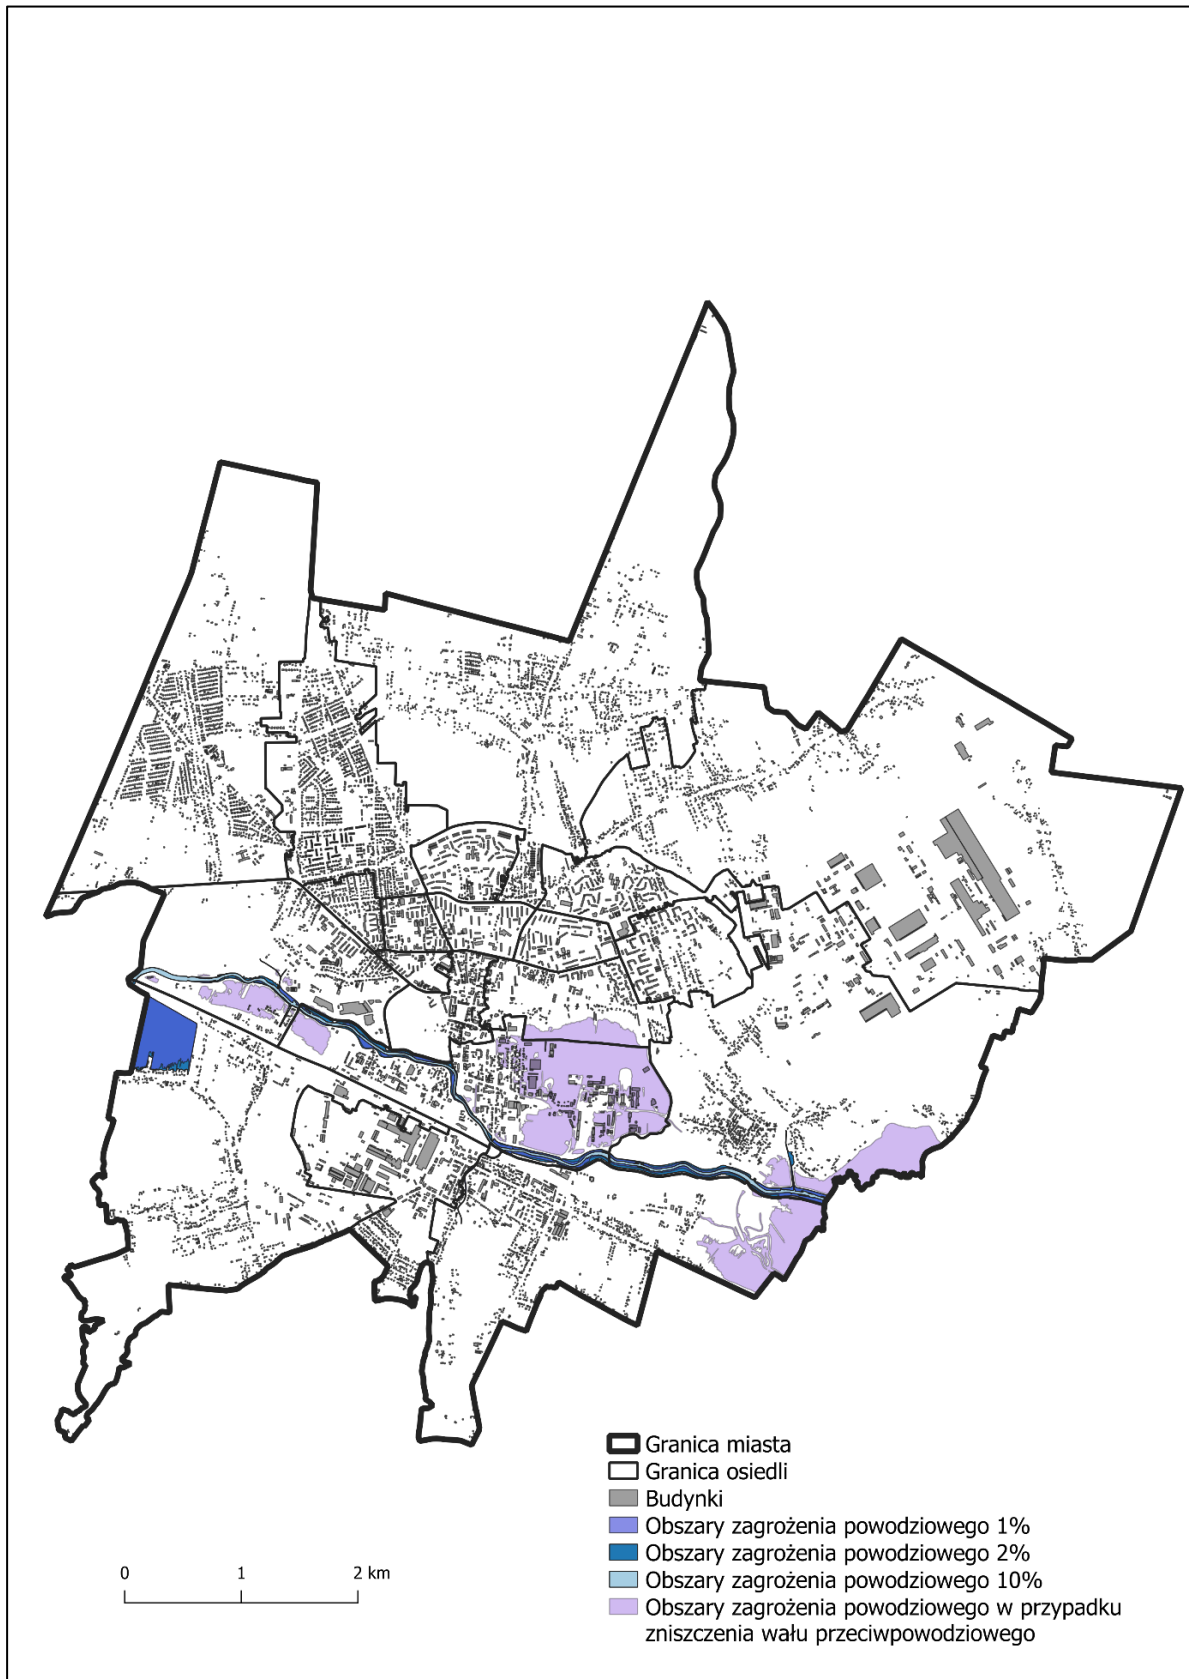 Granica miasta
Granica osiedli
Budynki
Obszary zagrożenia powodziowego 1%
Obszary zagrożenia powodziowego 2%
Obszary zagrożenia powodziowego 10%
Obszary zagrożenia powodziowego w przypadku
zniszczenia wału przeciwpowodziowego
0 1 2 km